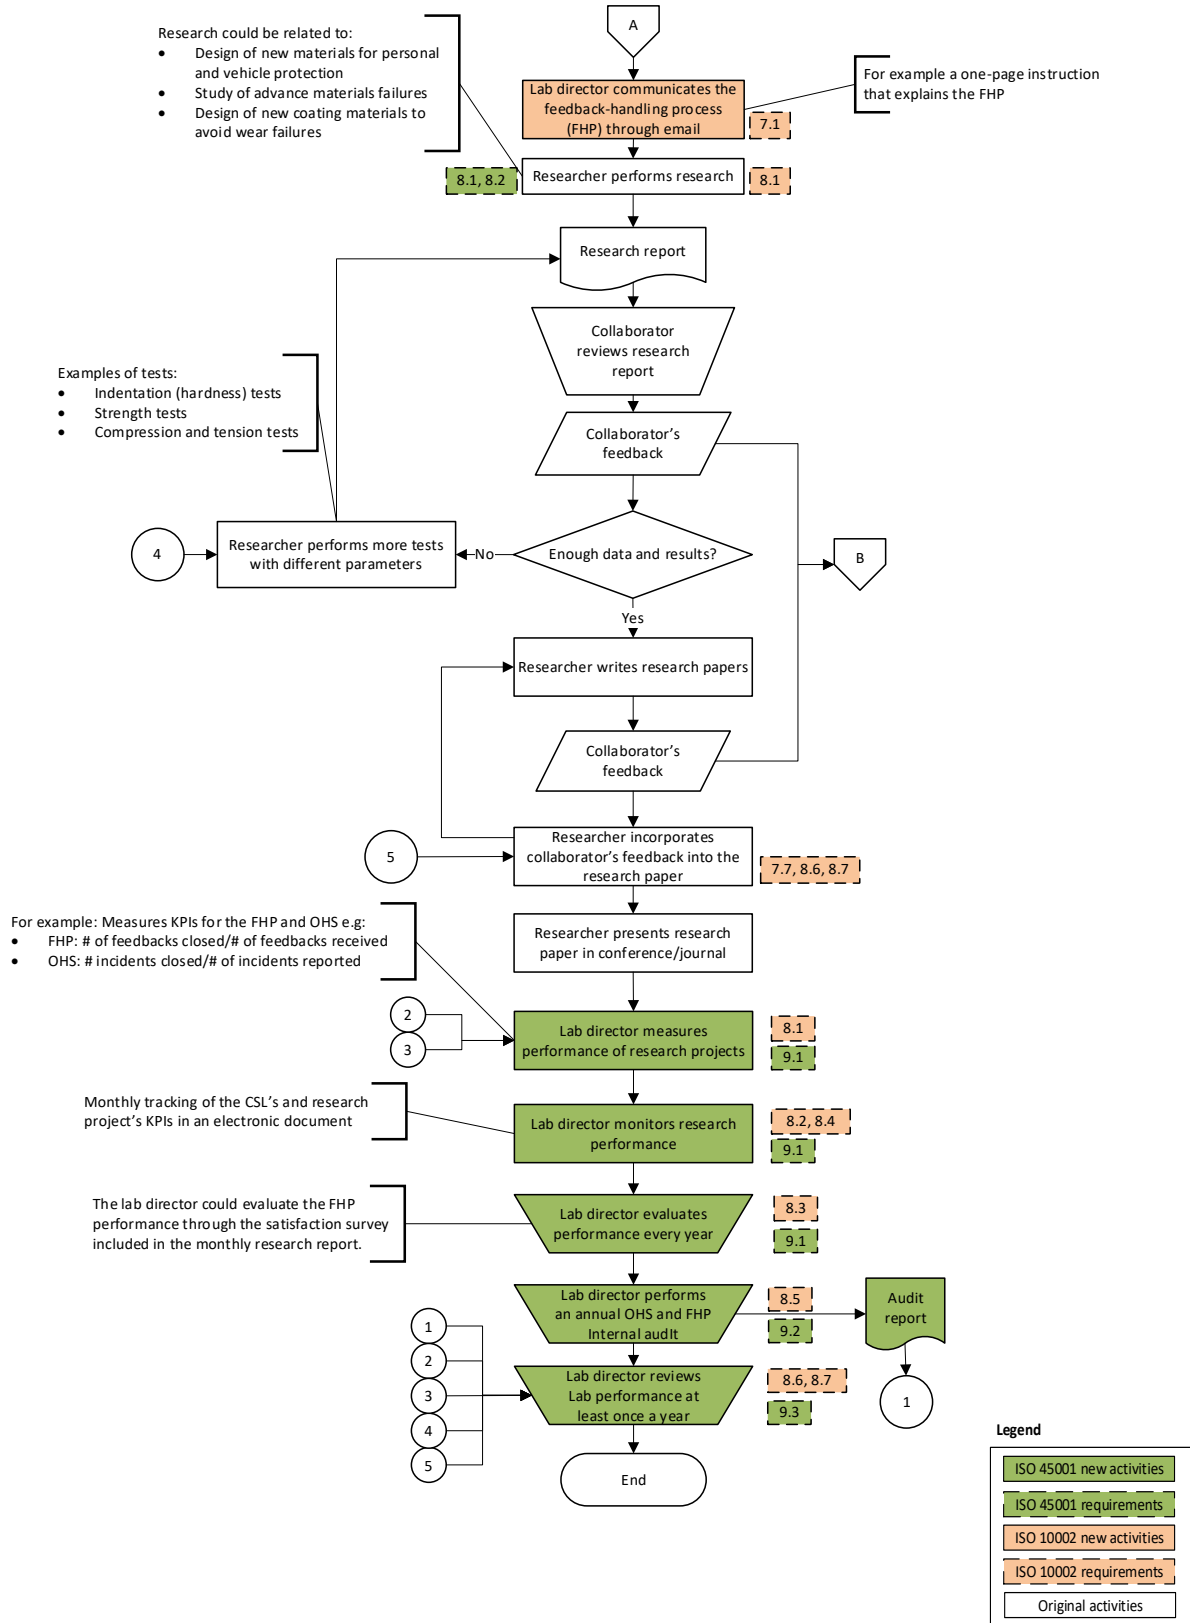 A
Research could be related to:
• Design of new materials for personal
and vehicle protection
• Study of advance materials failures
• Design of new coating materials to
avoid wear failures
Lab director communicates the
feedback-handling process
(FHP) through email
7.1
For example a one-page instruction
that explains the FHP
8.1, 8.2
Researcher performs research
8.1
Research report
Collaborator
reviews research
report
Examples of tests:
• Indentation (hardness) tests
• Strength tests
• Compression and tension tests
Collaborator's
feedback
4
Researcher performs more tests
with different parameters
No
Enough data and results?
B
Yes
Researcher writes research papers
Collaborator's
feedback
5
Researcher incorporates
collaborator's feedback into the
research paper
7.7, 8.6, 8.7
For example: Measures KPIs for the FHP and OHS e.g:
• FHP: # of feedbacks closed/# of feedbacks received
• OHS: # incidents closed/# of incidents reported
Researcher presents research
paper in conference/journal
2
3
Lab director measures
performance of research projects
8.1
9.1
Monthly tracking of the CSL's and research
project's KPIs in an electronic document
Lab director monitors research
performance
8.2, 8.4
9.1
The lab director could evaluate the FHP
performance through the satisfaction survey
included in the monthly research report.
Lab director evaluates
performance every year
8.3
9.1
Lab director performs
an annual OHS and FHP
Internal audit
8.5
9.2
Audit
report
1
1
2
3
4
5
Lab director reviews
Lab performance at
least once a year
8.6, 8.7
9.3
End
Legend
ISO 45001 new activities
ISO 45001 requirements
ISO 10002 new activities
ISO 10002 requirements
Original activities